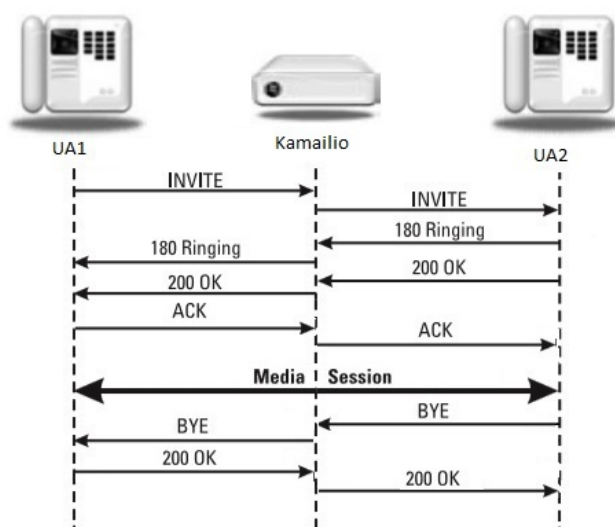 UA1
Kamailio
UA2
INVITE
INVITE
180 Ringing
180 Ringing
200 OK
200 OK
ACK
ACK
Media Session
BYE
BYE
200 OK
200 OK